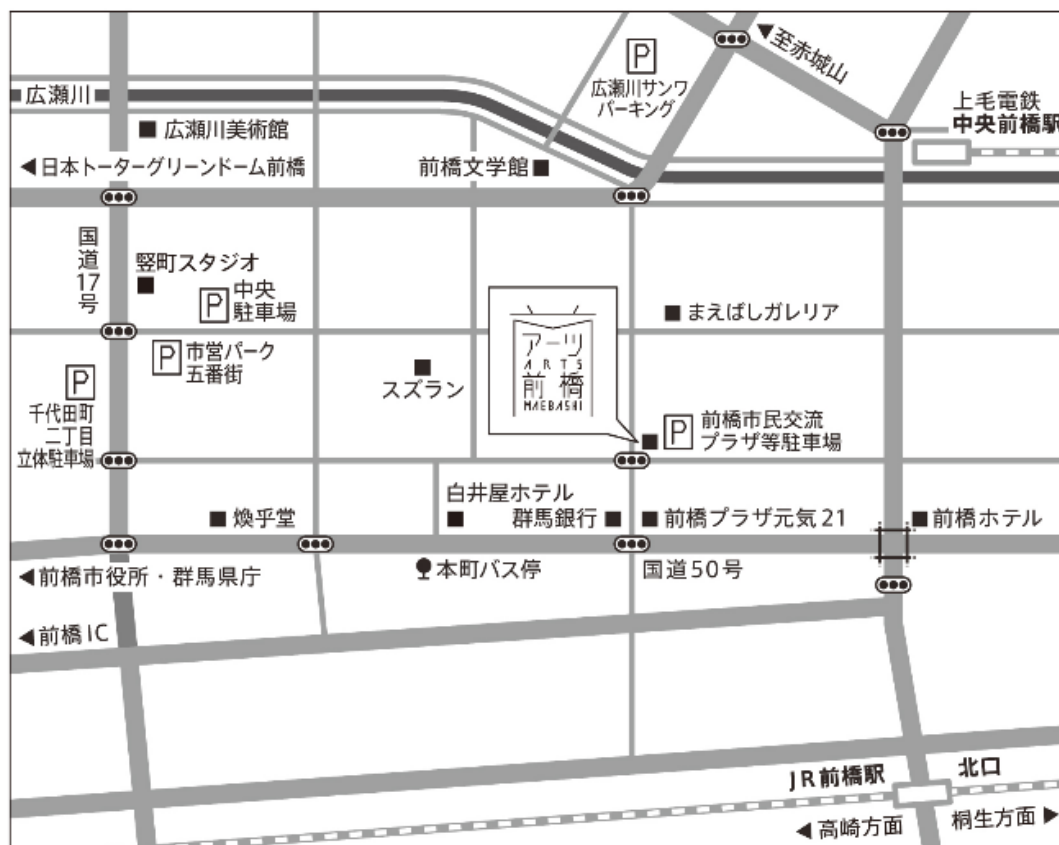 P
広瀬川サンワ
パーキング
▼至赤城山
広瀬川
上毛電鉄
中央前橋駅
■広瀬川美術館
◀日本トーターグリーンドーム前橋
前橋文学館■
国道17号
竪町スタジオ
P 中央
駐車場
■まえばしガレリア
アーツ
ARTS
前橋
MAEBASHI
P 市営パーク
五番街
スズラン
P
千代田町
二丁目
立体駐車場
P 前橋市民交流
プラザ等駐車場
白井屋ホテル
■煥乎堂
群馬銀行■
■前橋プラザ元気21
■前橋ホテル
◀前橋市役所・群馬県庁
本町バス停
国道50号
◀前橋IC
JR前橋駅
北口
◀高崎方面
桐生方面▶